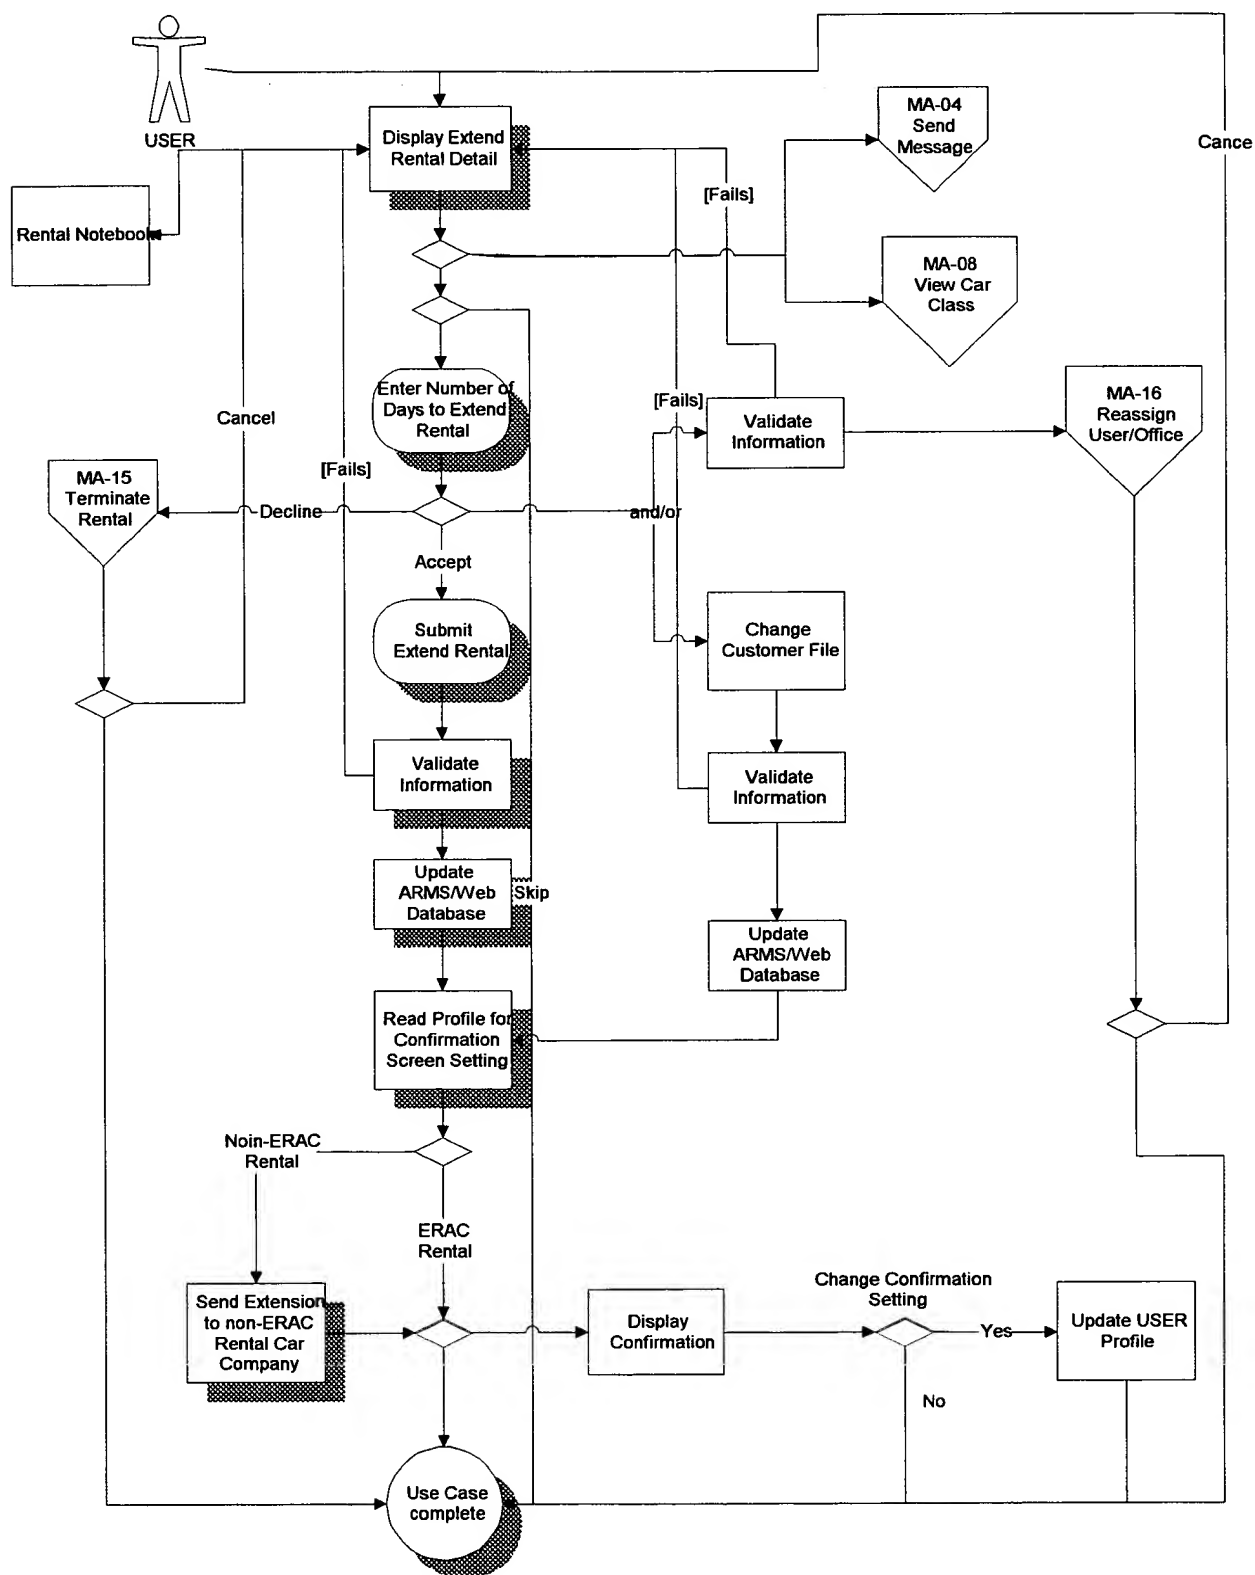 USER
Display Extend
Rental Detail
MA-04
Send
Message
Cance
[Fails]
Rental Notebook
MA-08
View Car
Class
Enter Number of
Days to Extend
Rental
Cancel
[Fails]
Validate
Information
MA-16
Reassign
User/Office
[Fails]
MA-15
Terminate
Rental
Decline
and/or
Accept
Submit
Extend Rental
Change
Customer File
Validate
Information
Validate
Information
Update
ARMS/Web
Database
Skip
Update
ARMS/Web
Database
Read Profile for
Confirmation
Screen Setting
Noin-ERAC
Rental
ERAC
Rental
Send Extension
to non-ERAC
Rental Car
Company
Display
Confirmation
Change Confirmation
Setting
Yes
Update USER
Profile
No
Use Case
complete